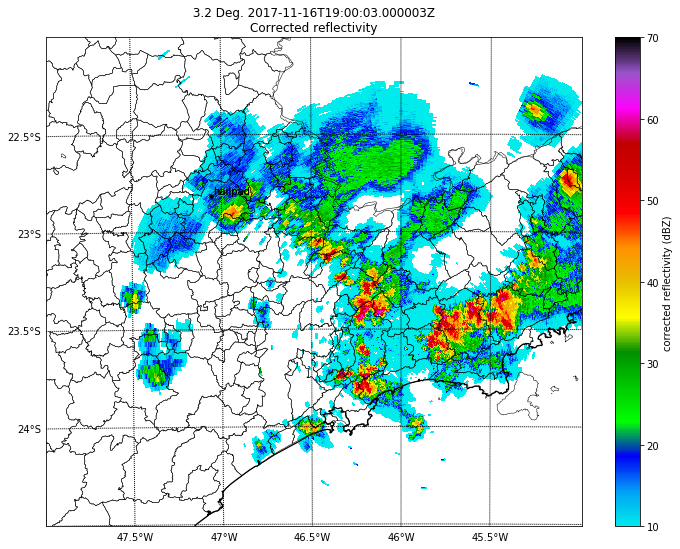 3.2 Deg. 2017-11-16T19:00:03.000003Z
Corrected reflectivity
70
60
50
40
30
20
10
corrected reflectivity (dBZ)
22.5°S
23°S
23.5°S
24°S
47.5°W
47°W
46.5°W
46°W
45.5°W